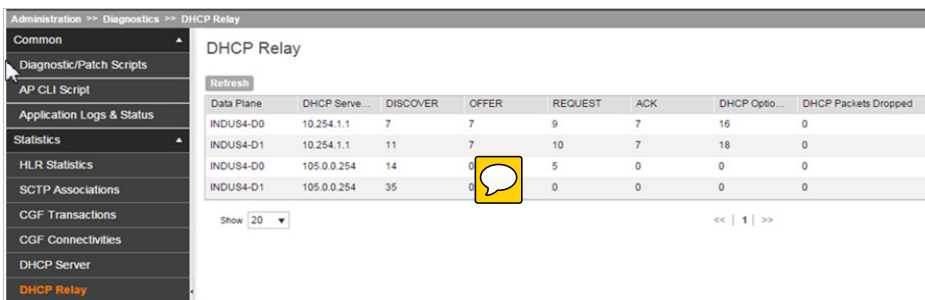 Administration >> Diagnostics >> DHCP Relay
Common
Diagnostic/Patch Scripts
AP CLI Script
Application Logs & Status
Statistics
HLR Statistics
SCTP Associations
CGF Transactions
CGF Connectivities
DHCP Server
DHCP Relay
DHCP Relay
Refresh
Data Plane DHCP Serve... DISCOVER OFFER REQUEST ACK DHCP Optio... DHCP Packets Dropped
INDUS4-D0 10.254.1.1 7 7 9 7 16 0
INDUS4-D1 10.254.1.1 11 7 10 7 18 0
INDUS4-D0 105.0.0.254 14 0 5 0 0 0
INDUS4-D1 105.0.0.254 35 0 0 0 0 0
Show 20 << | 1 | >>